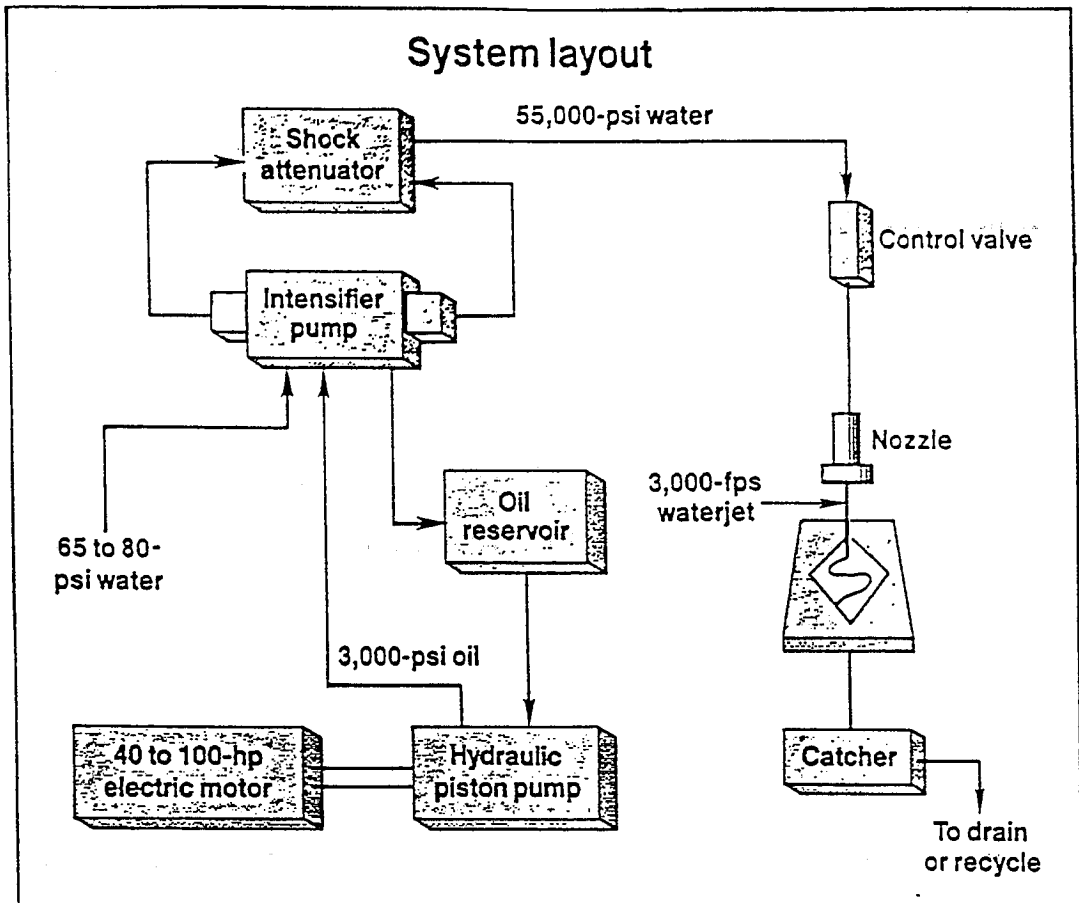 System layout
55,000-psi water
Shock
attenuator
Control valve
Intensifier
pump
Nozzle
3,000-fps
waterjet
Oil
reservoir
65 to 80-
psi water
3,000-psi oil
40 to 100-hp
electric motor
Hydraulic
piston pump
Catcher
To drain
or recycle